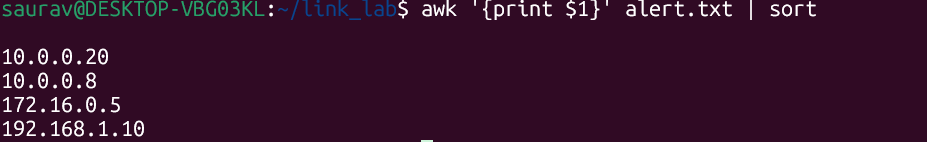 saurav@DESKTOP-VBG03KL:~/link_lab$ awk '{print $1}' alert.txt | sort
10.0.0.20
10.0.0.8
172.16.0.5
192.168.1.10